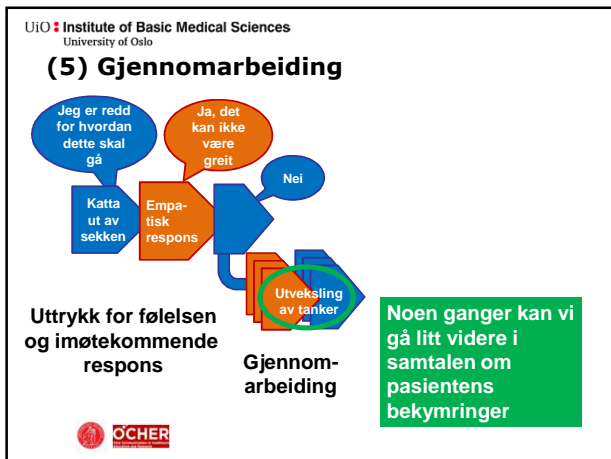 UiO Institute of Basic Medical Sciences
University of Oslo
(5) Gjennomarbeiding
Jeg er redd
for hvordan
dette skal
gå
Ja, det
kan ikke
være
greit
Nei
Katta
ut av
sekken
Empa-
tisk
respons
Utveksling
av tanker
Uttrykk for følelsen
og imøtekommende
respons
Gjennom-
arbeiding
Noen ganger kan vi
gå litt videre i
samtalen om
pasientens
bekymringer
OCHER